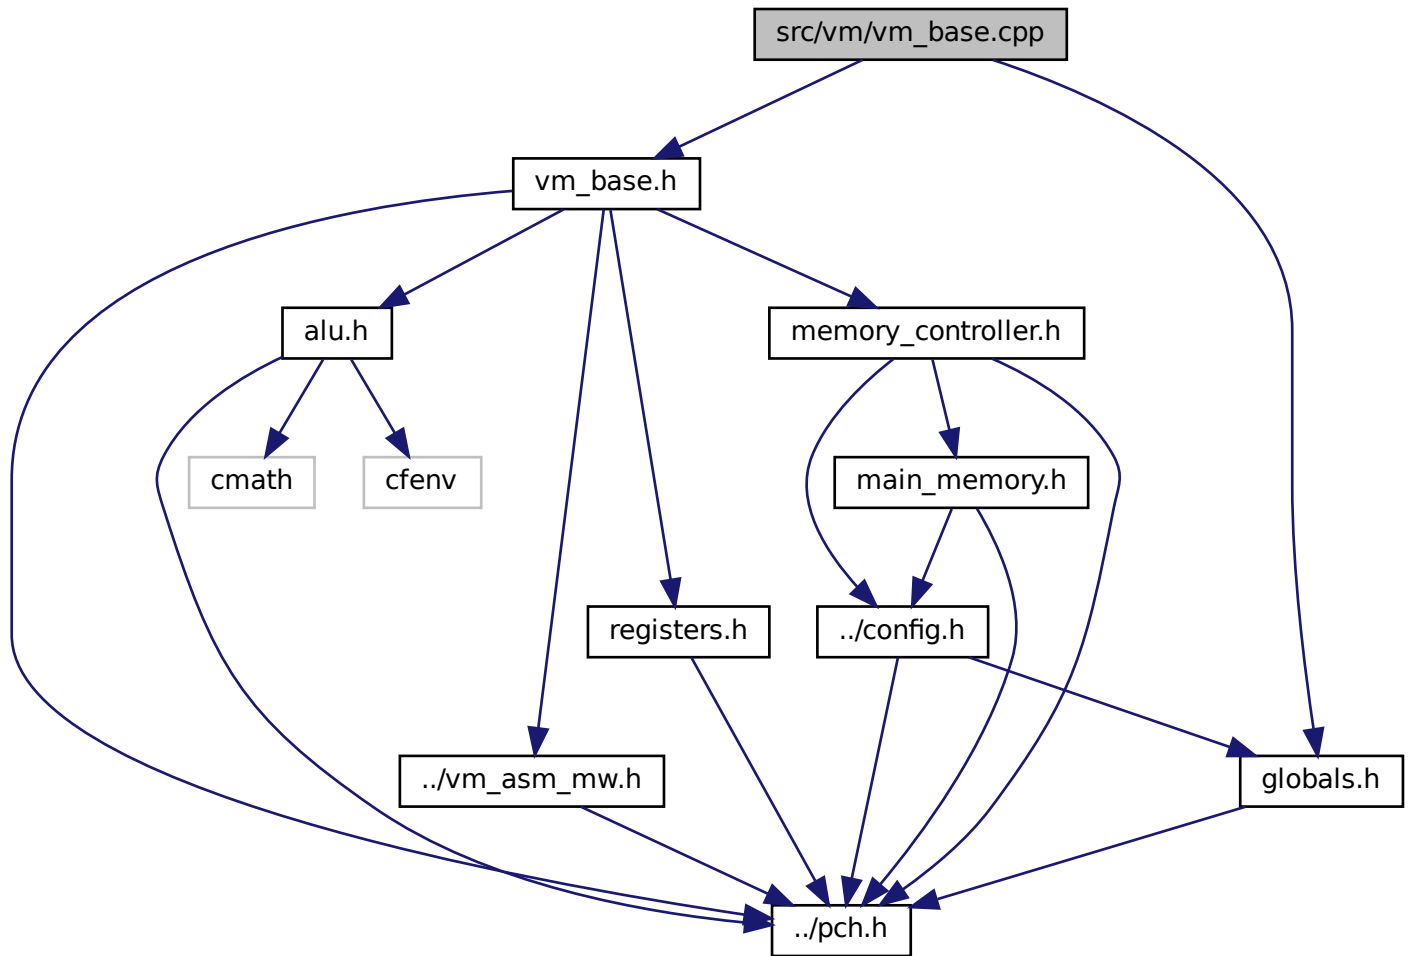 src/vm/vm_base.cpp
vm_base.h
alu.h
memory_controller.h
cmath
cfenv
main_memory.h
registers.h
../config.h
../vm_asm_mw.h
globals.h
../pch.h